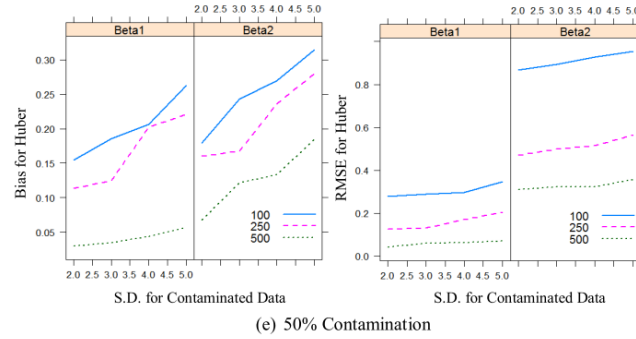 2.0 2.5 3.0 3.5 4.0 4.5 5.0
Beta1 Beta2
0.30
0.25
0.20
0.15
0.10
0.05
Bias for Huber
100
250
500
2.0 2.5 3.0 3.5 4.0 4.5 5.0
S.D. for Contaminated Data
2.0 2.5 3.0 3.5 4.0 4.5 5.0
Beta1 Beta2
0.8
0.6
0.4
0.2
0.0
RMSE for Huber
100
250
500
2.0 2.5 3.0 3.5 4.0 4.5 5.0
S.D. for Contaminated Data
(e) 50% Contamination